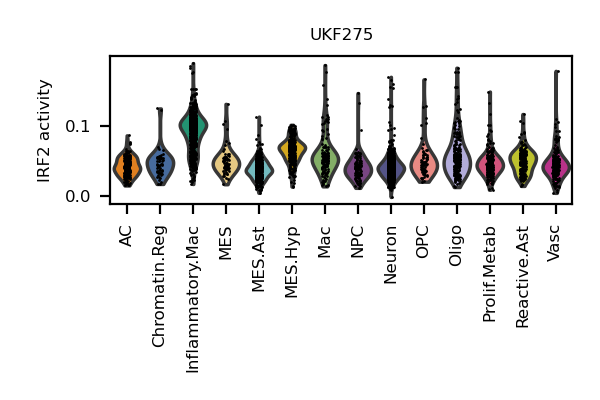 UKF275
IRF2 activity
0.1
0.0
AC
Chromatin.Reg
Inflammatory.Mac
MES
MES.Ast
MES.Hyp
Mac
NPC
Neuron
OPC
Oligo
Prolif.Metab
Reactive.Ast
Vasc